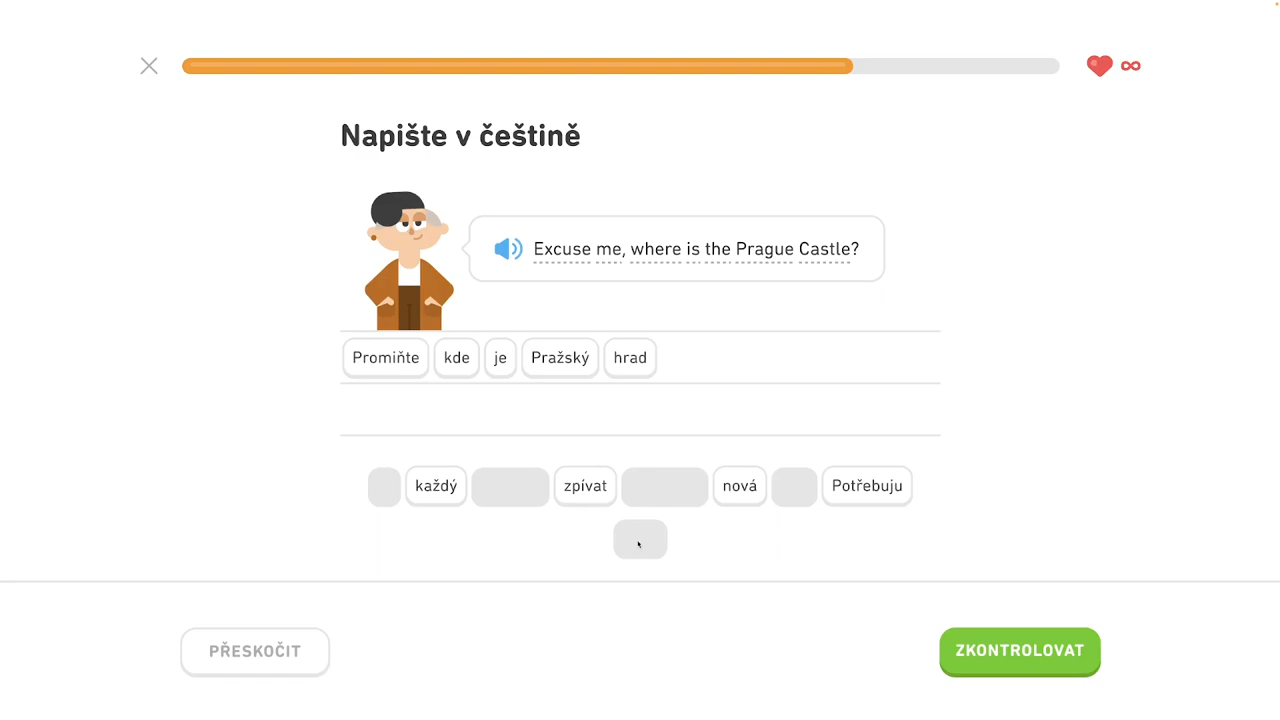 ∞
Napište v češtině
Excuse me, where is the Prague Castle?
Promiňte kde je Pražský hrad
každý zpívat nová Potřebuju
PŘESKOČIT ZKONTROLOVAT